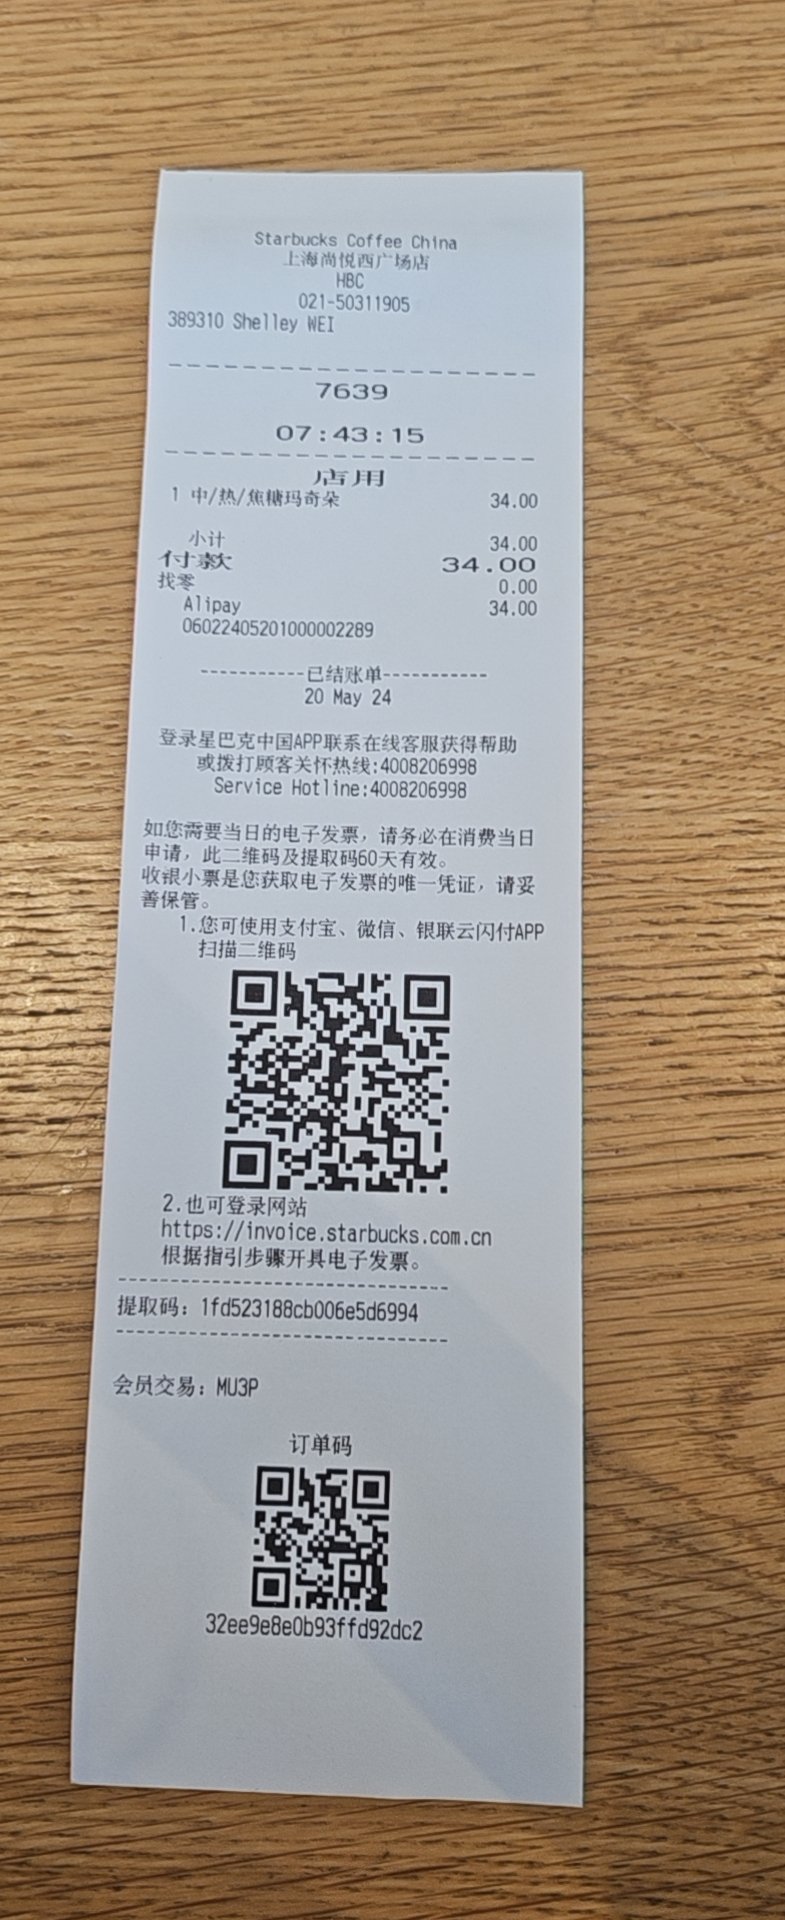 Starbucks Coffee China
上海尚悦西广场店
HBC
021-50311905
389310 Shelley WEI
7639
07:43:15
店用
1 中/热/焦糖玛奇朵 34.00
小计 34.00
付款 34.00
找零 0.00
Alipay 34.00
06022405201000002289
-----------已结账单-----------
20 May 24
登录星巴克中国APP联系在线客服获得帮助
或拨打顾客关怀热线:4008206998
Service Hotline:4008206998
如您需要当日的电子发票，请务必在消费当日
申请，此二维码及提取码60天有效。
收银小票是您获取电子发票的唯一凭证，请妥
善保管。
1.您可使用支付宝、微信、银联云闪付APP
扫描二维码
2.也可登录网站
https://invoice.starbucks.com.cn
根据指引步骤开具电子发票。
提取码：1fd523188cb006e5d6994
会员交易：MU3P
订单码
32ee9e8e0b93ffd92dc2